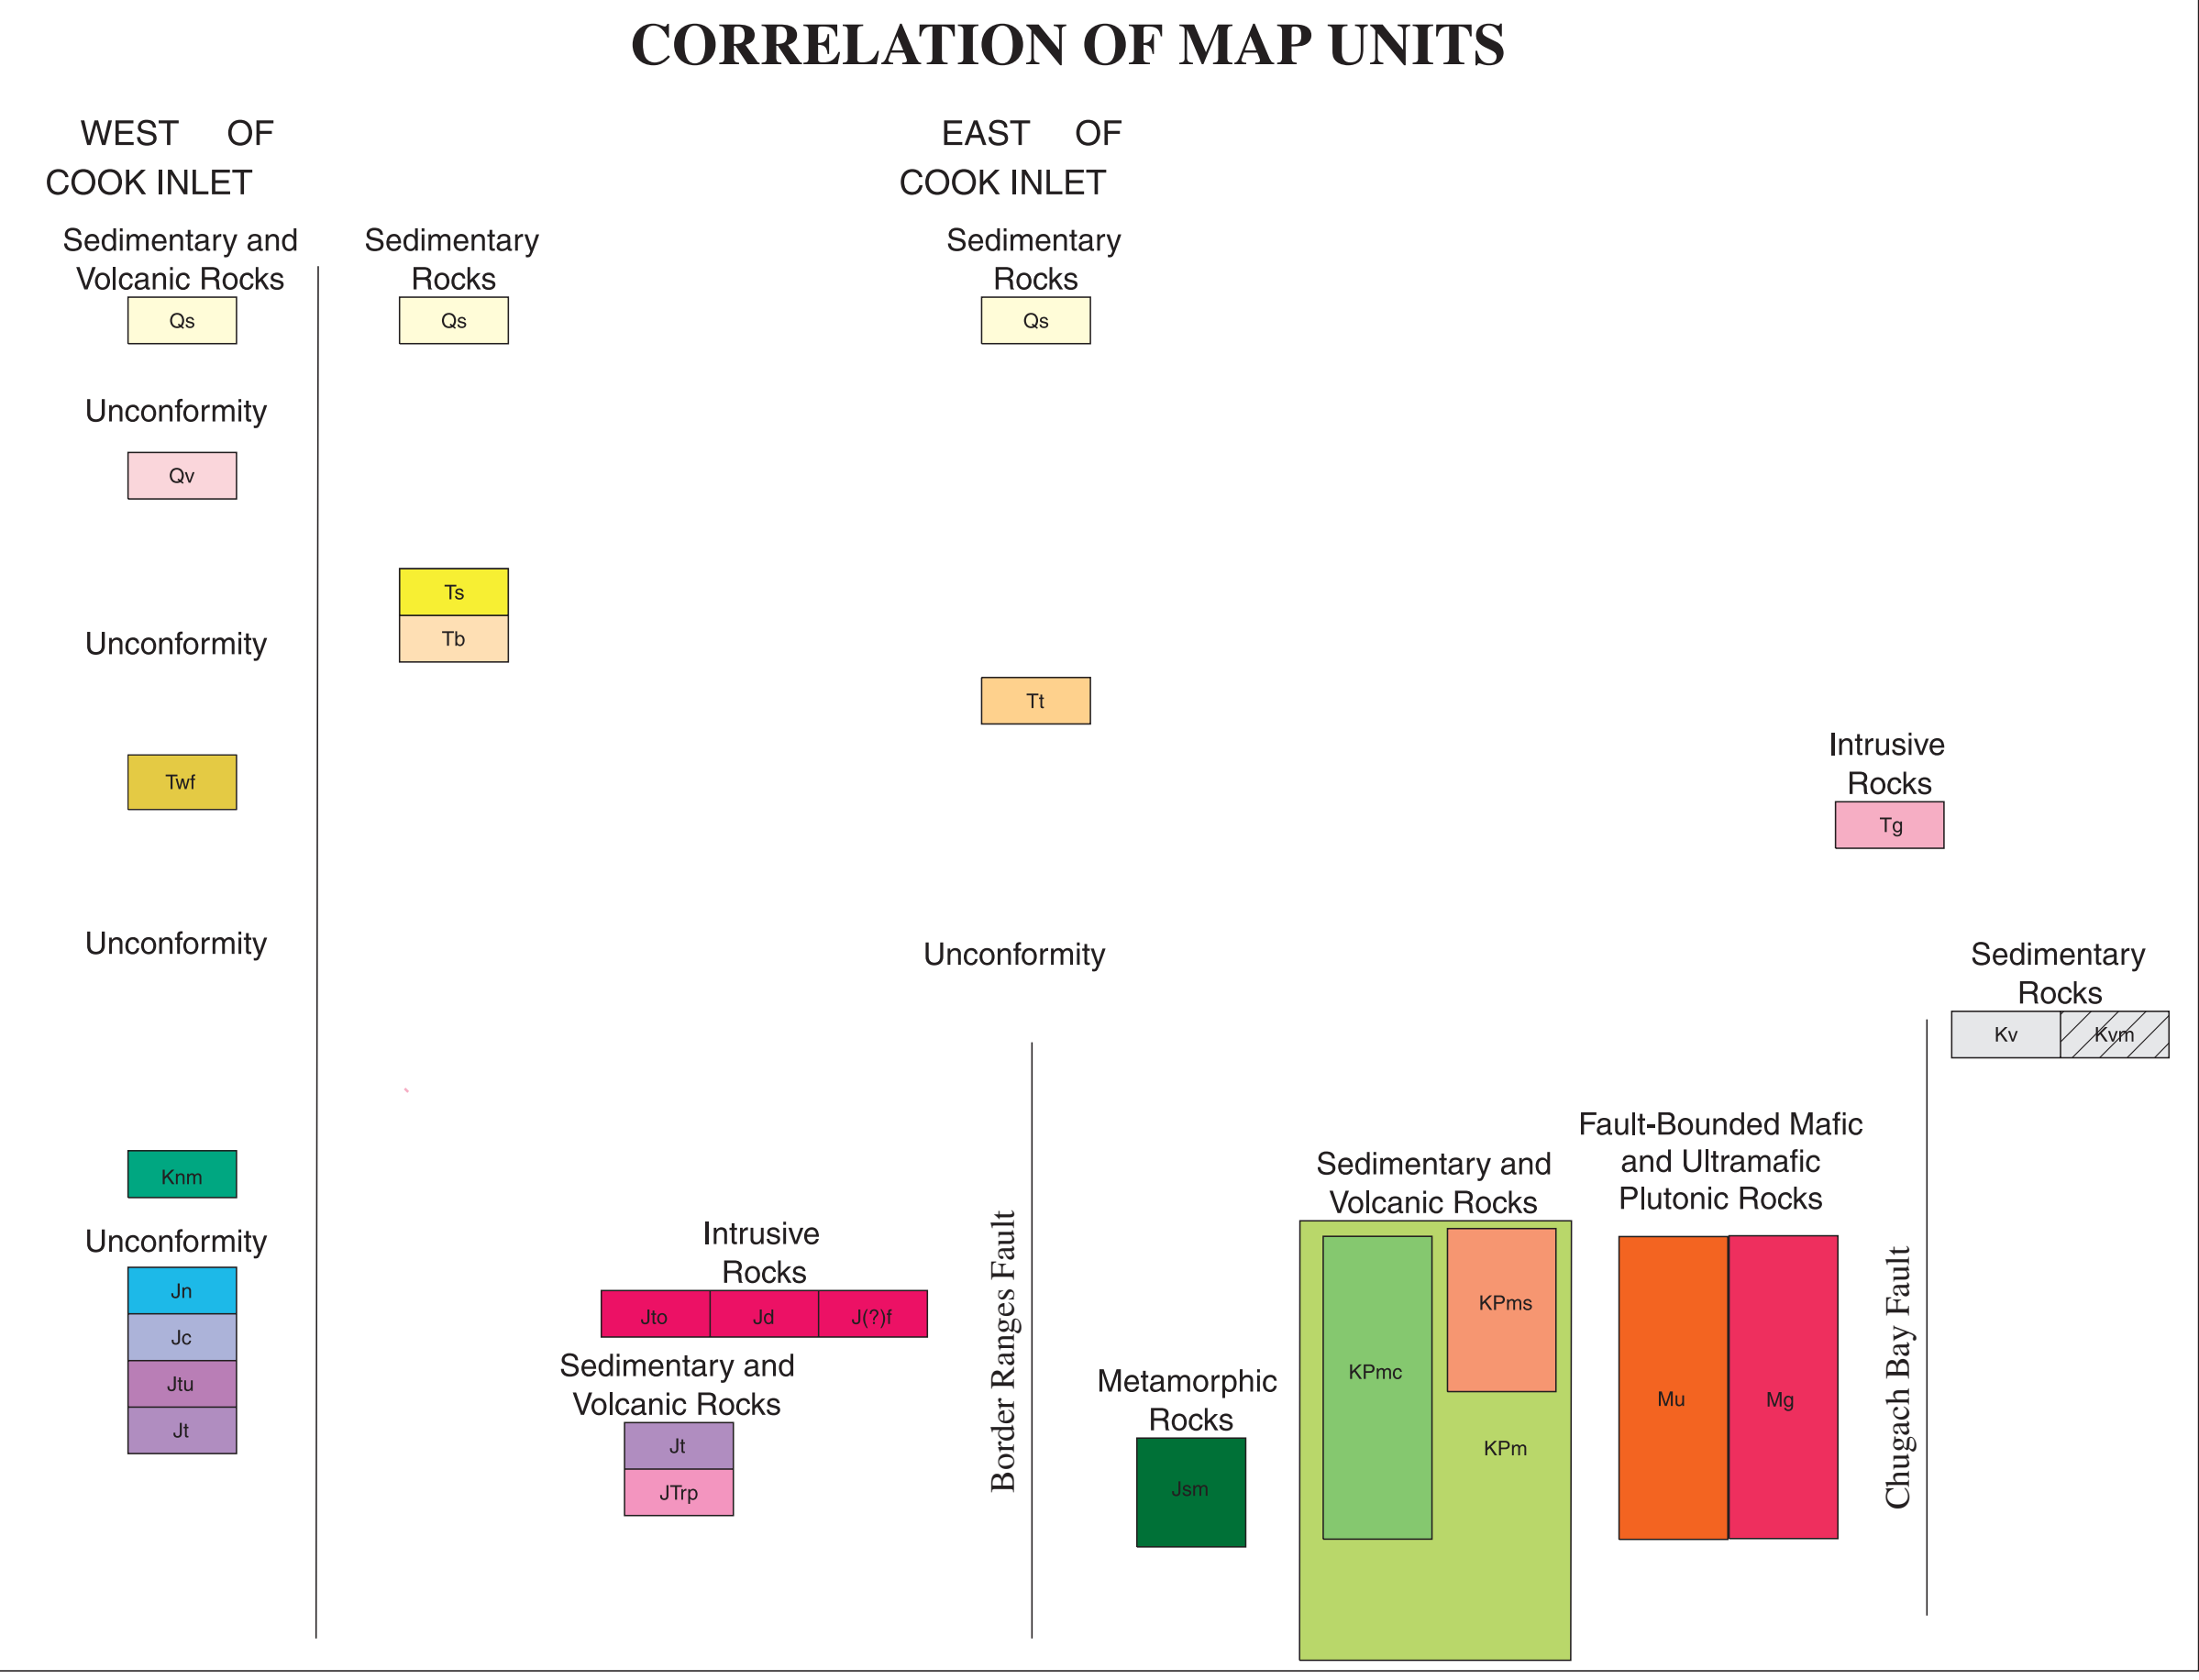 CORRELATION OF MAP UNITS
WEST OF
COOK INLET
EAST OF
COOK INLET
Sedimentary and
Volcanic Rocks
Qs
Unconformity
Qv
Unconformity
Twf
Unconformity
Knm
Unconformity
Jn
Jc
Jtu
Jt
Sedimentary
Rocks
Qs
Ts
Tb
Sedimentary
Rocks
Qs
Tt
Unconformity
Intrusive
Rocks
Jto
Jd
J(?)f
Sedimentary and
Volcanic Rocks
Jt
JTrp
Border Ranges Fault
Metamorphic
Rocks
Jsm
Sedimentary and
Volcanic Rocks
KPmc
KPms
KPm
Fault-Bounded Mafic
and Ultramafic
Plutonic Rocks
Mu
Mg
Intrusive
Rocks
Tg
Chugach Bay Fault
Sedimentary
Rocks
Kv
Kvm